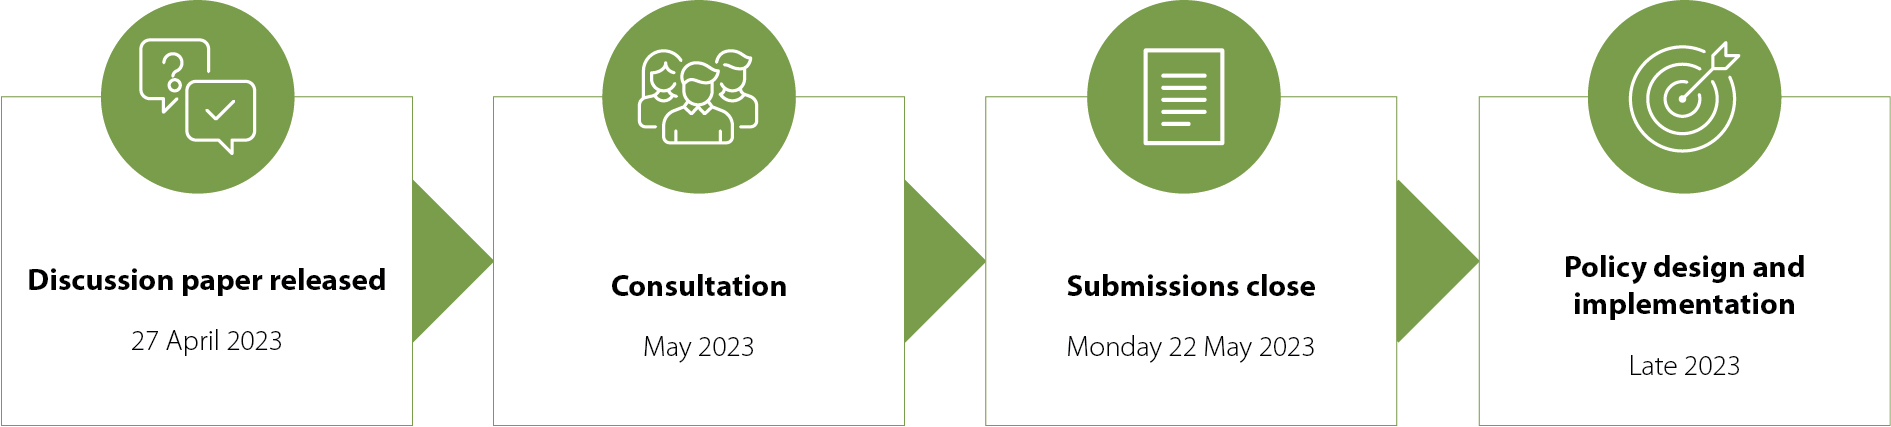 Discussion paper released
27 April 2023
Consultation
May 2023
Submissions close
Monday 22 May 2023
Policy design and
implementation
Late 2023